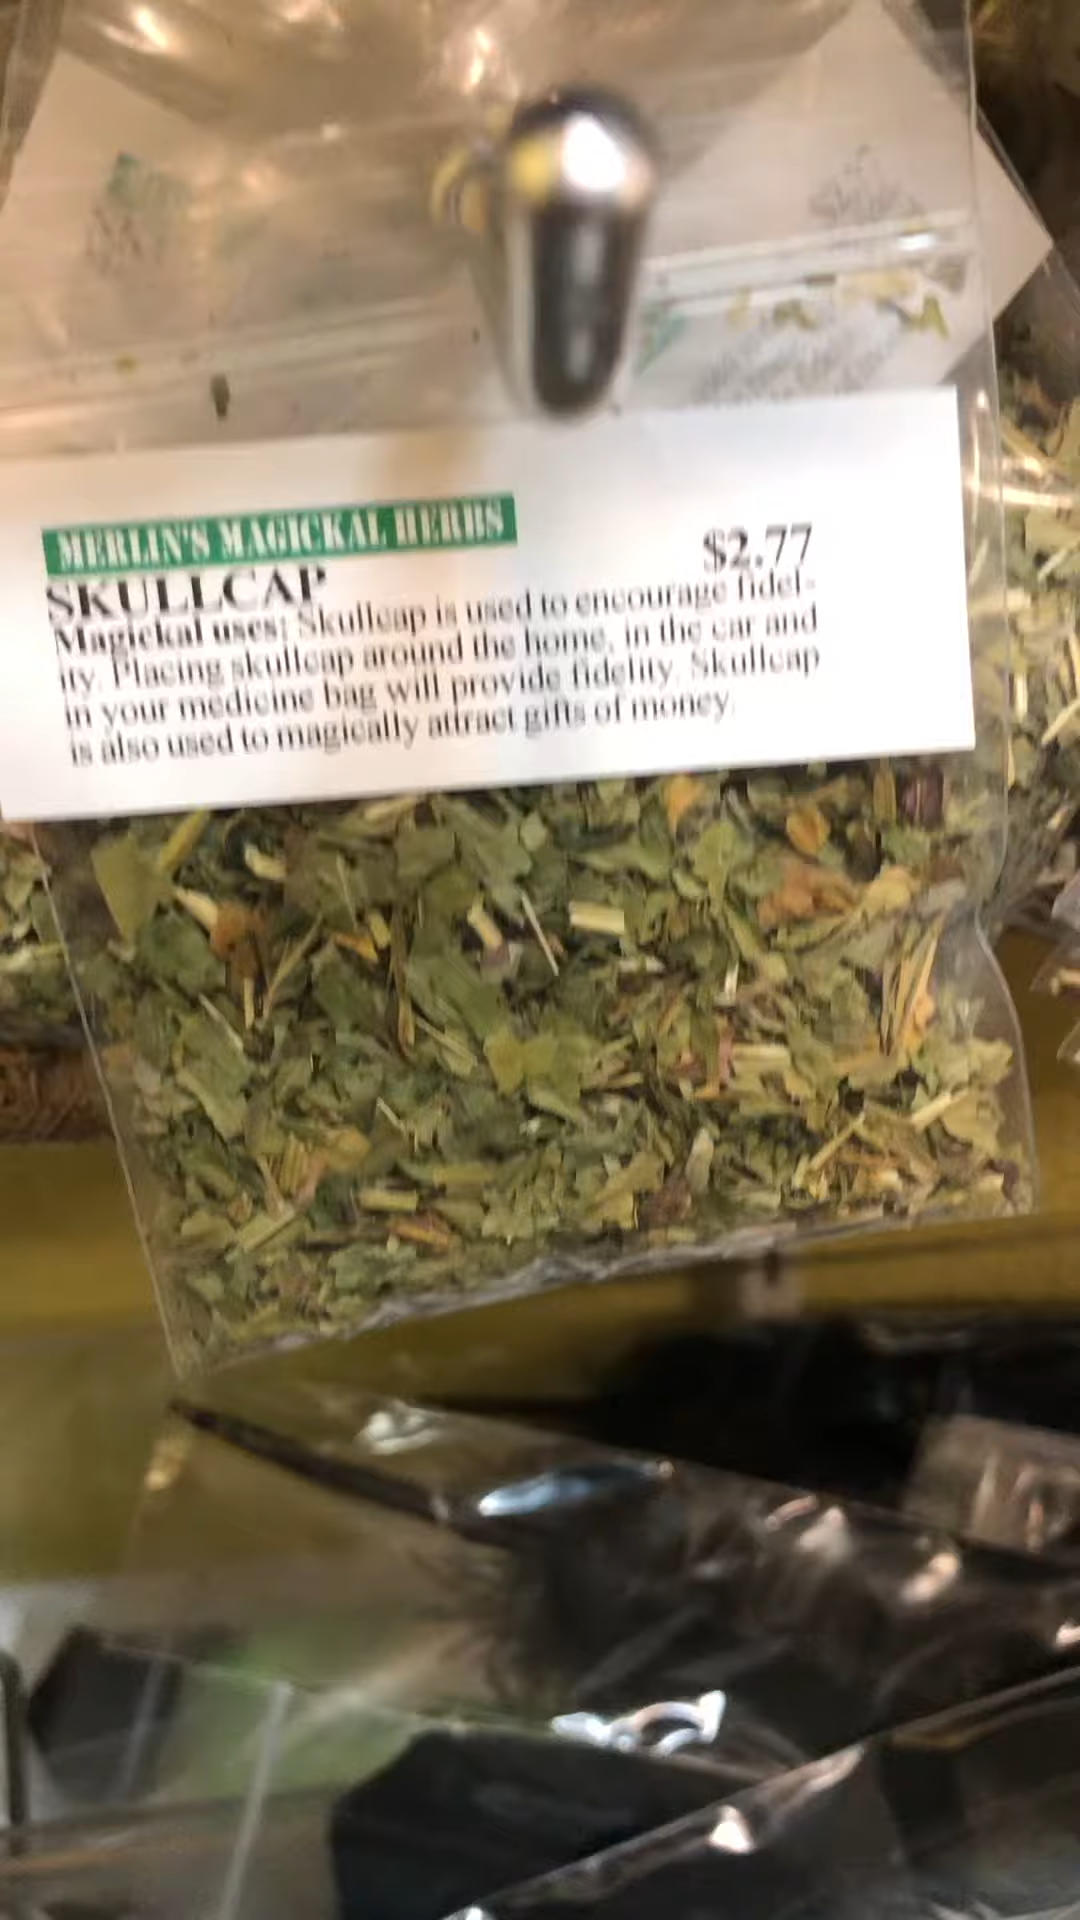 MERLIN'S MAGICKAL HERBS
$2.77
SKULLCAP
Magickal uses: Skullcap is used to encourage fidel-
ity. Placing skullcap around the home, in the car and
in your medicine bag will provide fidelity. Skullcap
is also used to magically attract gifts of money.